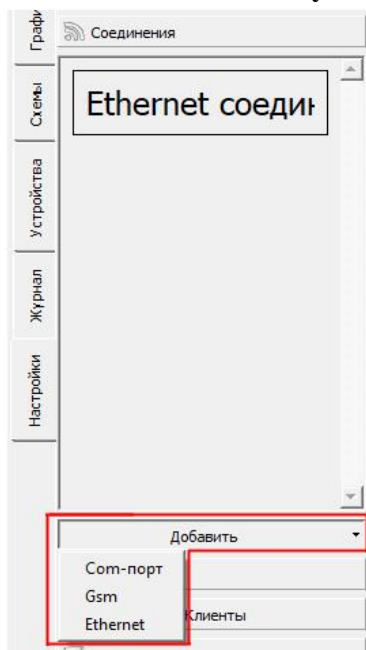 Соединения
Ethernet соедин
Графи
Схемы
Устройства
Журнал
Настройки
Добавить
Com-порт
Gsm
Ethernet
Клиенты